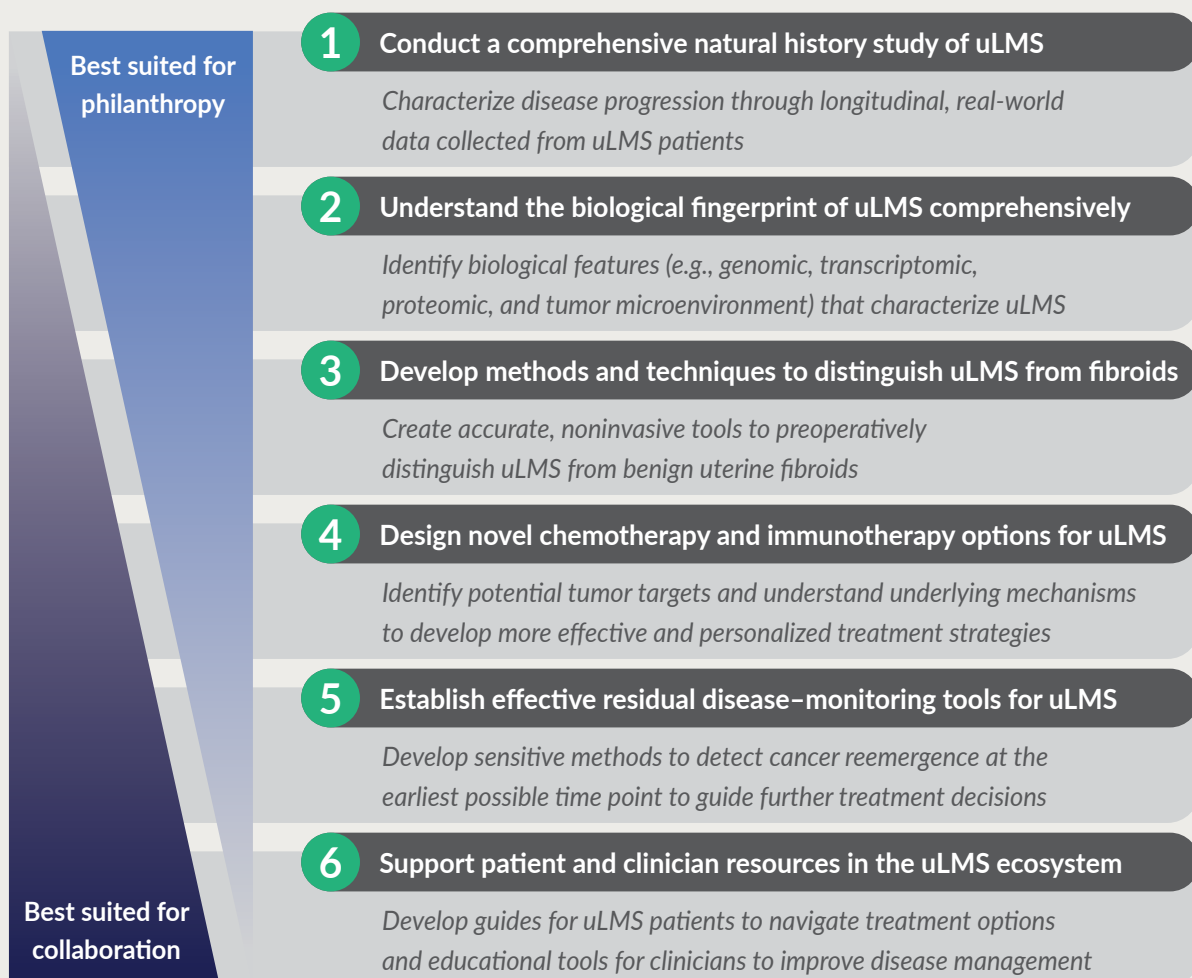 Best suited for
philanthropy
1 Conduct a comprehensive natural history study of uLMS
Characterize disease progression through longitudinal, real-world
data collected from uLMS patients
2 Understand the biological fingerprint of uLMS comprehensively
Identify biological features (e.g., genomic, transcriptomic,
proteomic, and tumor microenvironment) that characterize uLMS
3 Develop methods and techniques to distinguish uLMS from fibroids
Create accurate, noninvasive tools to preoperatively
distinguish uLMS from benign uterine fibroids
4 Design novel chemotherapy and immunotherapy options for uLMS
Identify potential tumor targets and understand underlying mechanisms
to develop more effective and personalized treatment strategies
5 Establish effective residual disease–monitoring tools for uLMS
Develop sensitive methods to detect cancer reemergence at the
earliest possible time point to guide further treatment decisions
6 Support patient and clinician resources in the uLMS ecosystem
Develop guides for uLMS patients to navigate treatment options
and educational tools for clinicians to improve disease management
Best suited for
collaboration